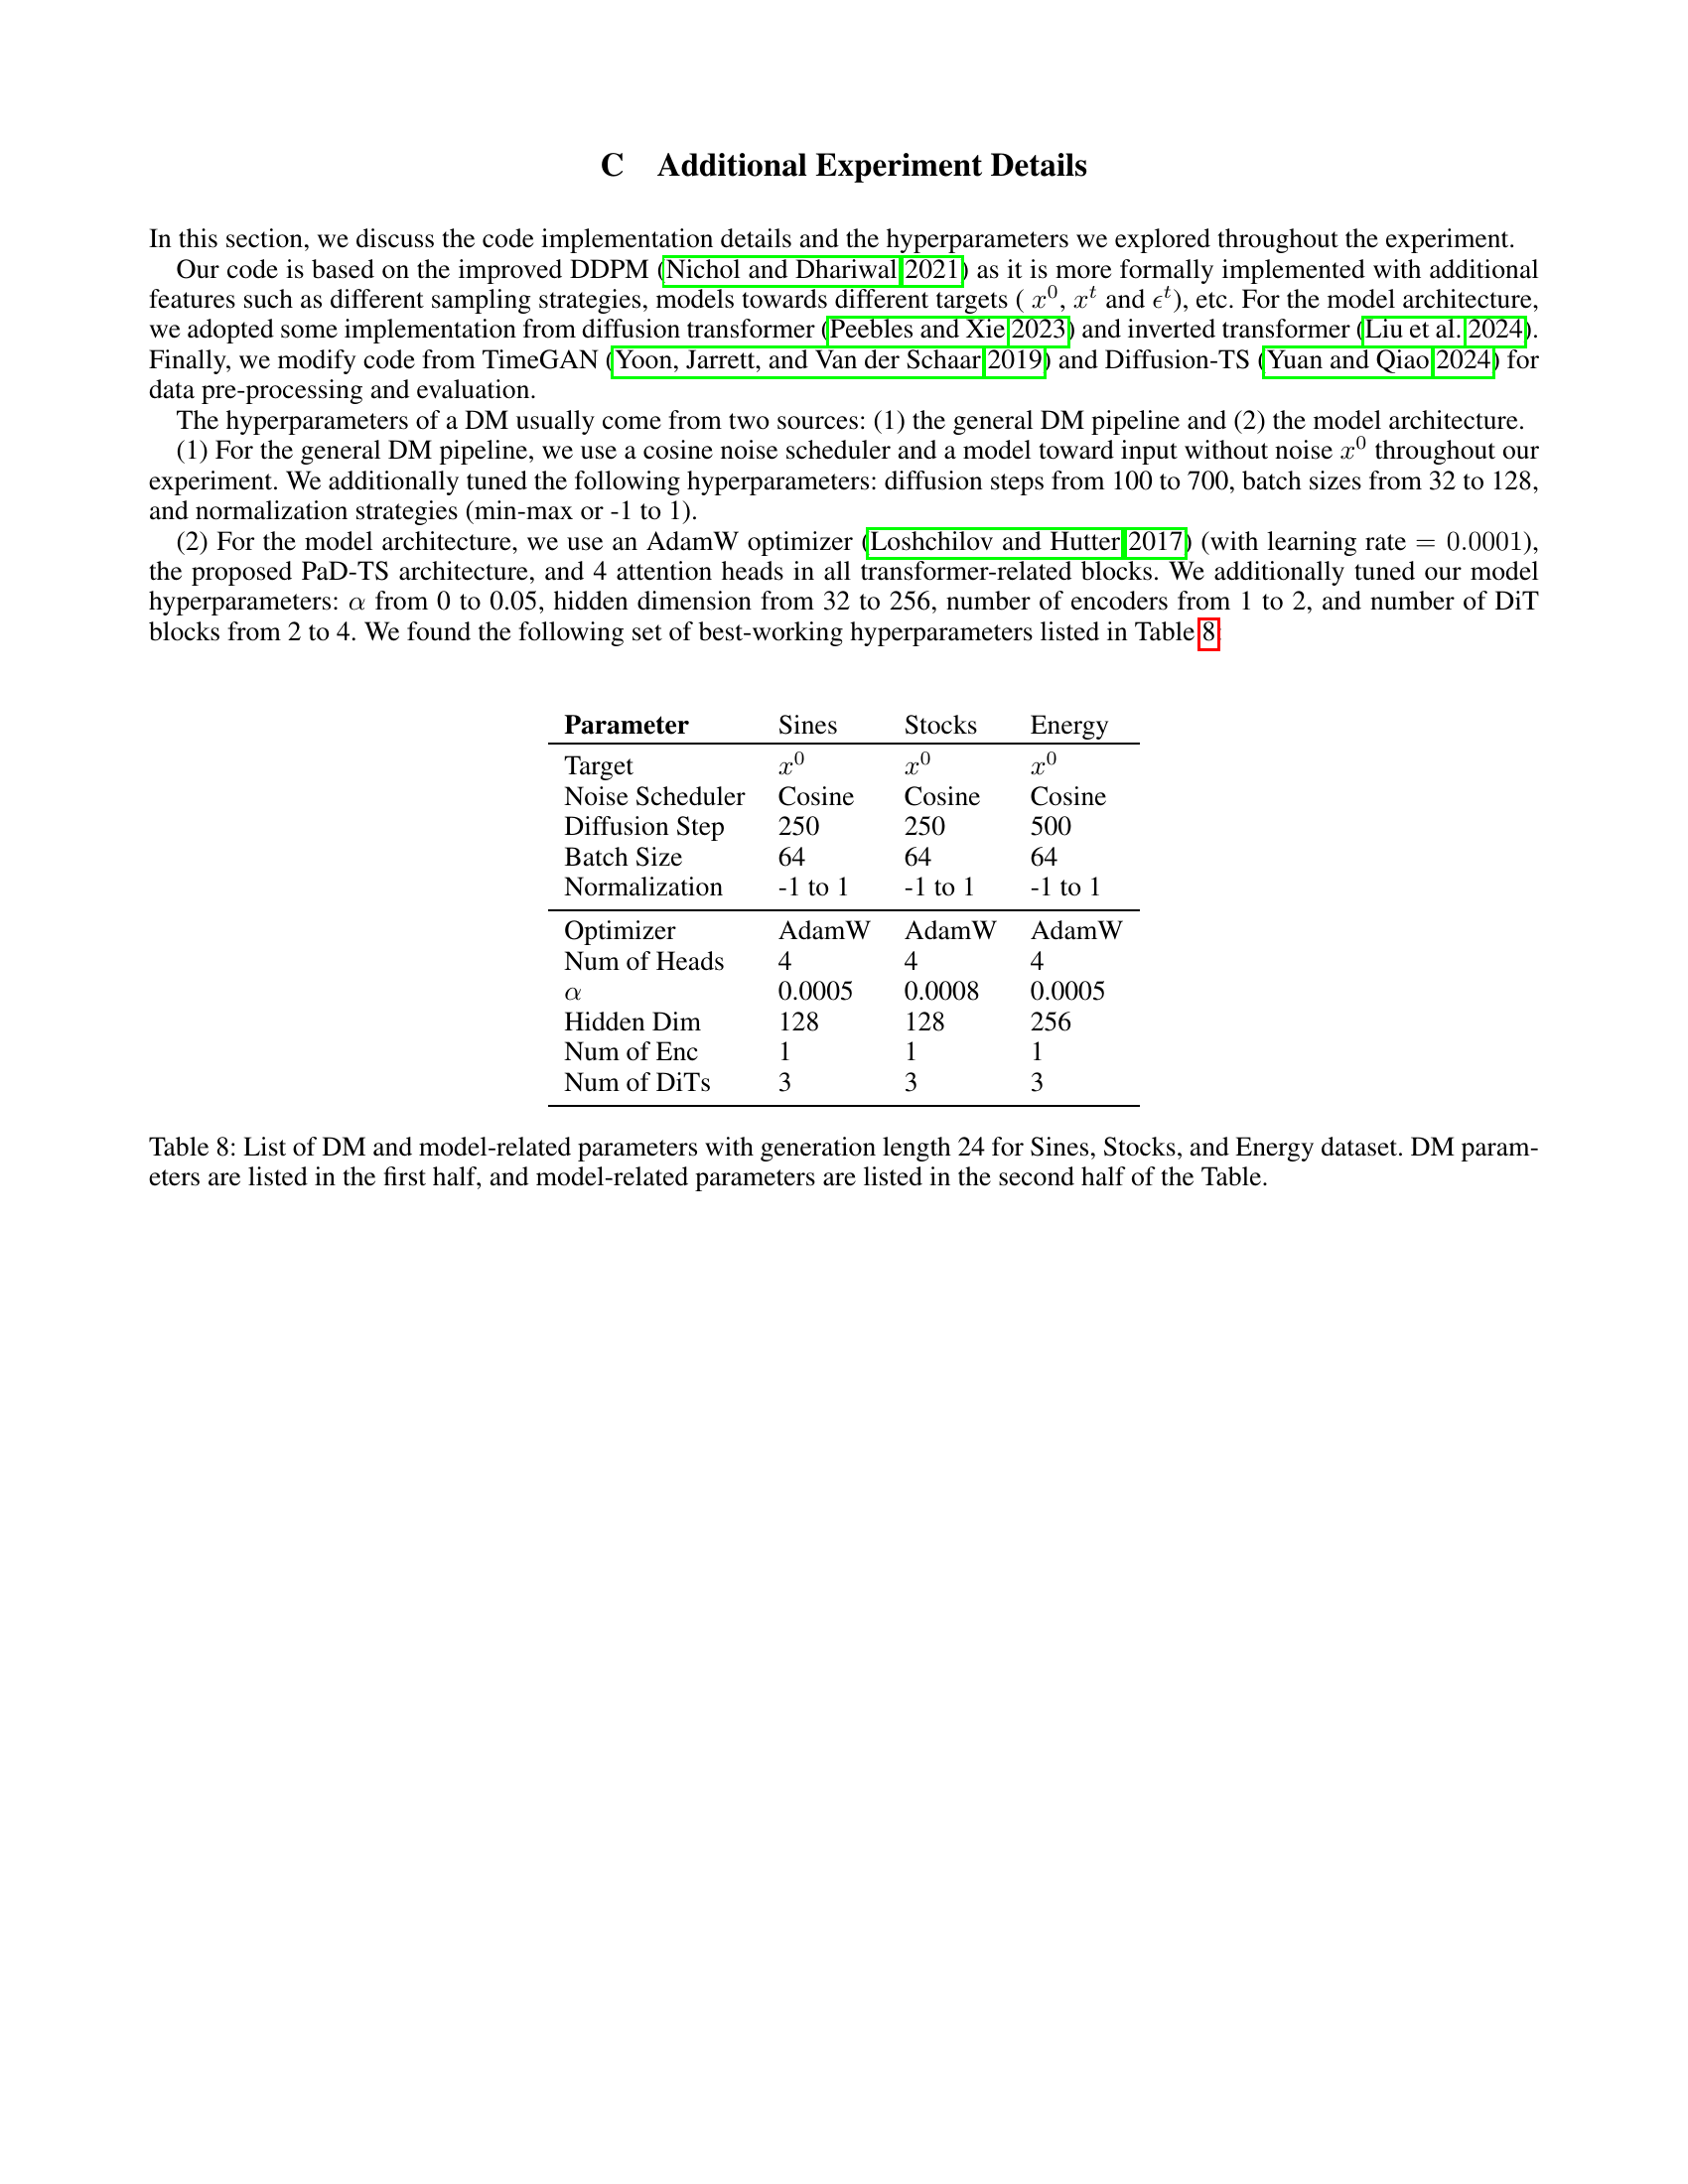 C Additional Experiment Details
In this section, we discuss the code implementation details and the hyperparameters we explored throughout the experiment.
Our code is based on the improved DDPM (Nichol and Dhariwal 2021) as it is more formally implemented with additional
features such as different sampling strategies, models towards different targets ( x⁰, xᵗ and ϵᵗ), etc. For the model architecture,
we adopted some implementation from diffusion transformer (Peebles and Xie 2023) and inverted transformer (Liu et al. 2024).
Finally, we modify code from TimeGAN (Yoon, Jarrett, and Van der Schaar 2019) and Diffusion-TS (Yuan and Qiao 2024) for
data pre-processing and evaluation.
The hyperparameters of a DM usually come from two sources: (1) the general DM pipeline and (2) the model architecture.
(1) For the general DM pipeline, we use a cosine noise scheduler and a model toward input without noise x⁰ throughout our
experiment. We additionally tuned the following hyperparameters: diffusion steps from 100 to 700, batch sizes from 32 to 128,
and normalization strategies (min-max or -1 to 1).
(2) For the model architecture, we use an AdamW optimizer (Loshchilov and Hutter 2017) (with learning rate = 0.0001),
the proposed PaD-TS architecture, and 4 attention heads in all transformer-related blocks. We additionally tuned our model
hyperparameters: α from 0 to 0.05, hidden dimension from 32 to 256, number of encoders from 1 to 2, and number of DiT
blocks from 2 to 4. We found the following set of best-working hyperparameters listed in Table 8.
Parameter Sines Stocks Energy
Target x⁰ x⁰ x⁰
Noise Scheduler Cosine Cosine Cosine
Diffusion Step 250 250 500
Batch Size 64 64 64
Normalization -1 to 1 -1 to 1 -1 to 1
Optimizer AdamW AdamW AdamW
Num of Heads 4 4 4
α 0.0005 0.0008 0.0005
Hidden Dim 128 128 256
Num of Enc 1 1 1
Num of DiTs 3 3 3
Table 8: List of DM and model-related parameters with generation length 24 for Sines, Stocks, and Energy dataset. DM param-
eters are listed in the first half, and model-related parameters are listed in the second half of the Table.